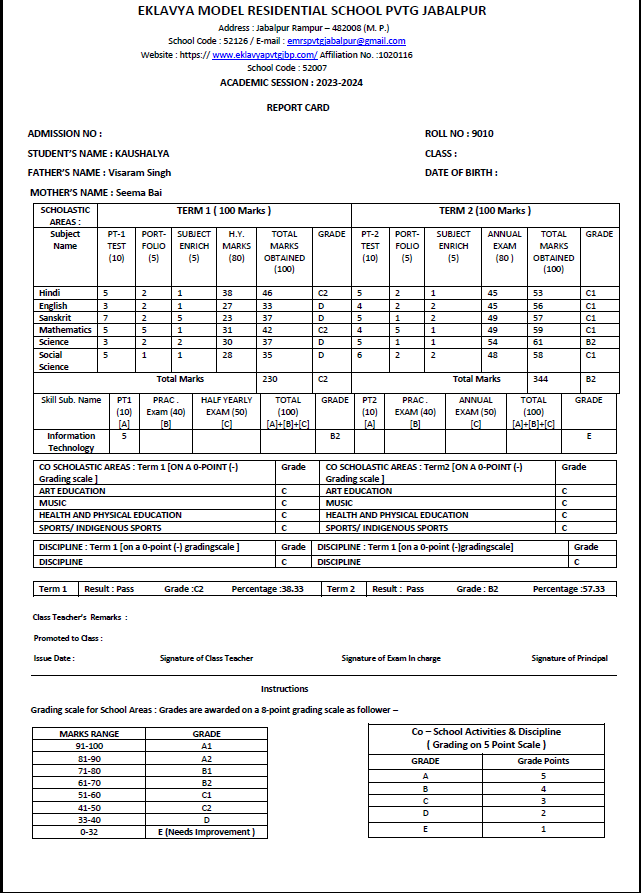 EKLAVYA MODEL RESIDENTIAL SCHOOL PVTG JABALPUR
Address : Jabalpur Rampur – 482008 (M. P.)
School Code : 52126 / E-mail : emrspvtgjabalpur@gmail.com
Website : https:// www.eklavyapvtgjbp.com/ Affiliation No. :1020116
School Code : 52007
ACADEMIC SESSION : 2023-2024
REPORT CARD
ADMISSION NO : ROLL NO : 9010
STUDENT'S NAME : KAUSHALYA CLASS :
FATHER'S NAME : Visaram Singh DATE OF BIRTH :
MOTHER'S NAME : Seema Bai
SCHOLASTIC AREAS : TERM 1 ( 100 Marks ) TERM 2 (100 Marks )
Subject Name PT-1 TEST (10) PORT-FOLIO (5) SUBJECT ENRICH (5) H.Y. MARKS (80) TOTAL MARKS OBTAINED (100) GRADE PT-2 TEST (10) PORT-FOLIO (5) SUBJECT ENRICH (5) ANNUAL EXAM (80 ) TOTAL MARKS OBTAINED (100) GRADE
Hindi 5 2 1 38 46 C2 5 2 1 45 53 C1
English 3 2 1 27 33 D 4 2 2 45 56 C1
Sanskrit 7 2 5 23 37 D 5 1 2 49 57 C1
Mathematics 5 5 1 31 42 C2 4 5 1 49 59 C1
Science 3 2 2 30 37 D 5 1 1 54 61 B2
Social Science 5 1 1 28 35 D 6 2 2 48 58 C1
Total Marks 230 C2 Total Marks 344 B2
Skill Sub. Name PT1 (10) [A] PRAC . Exam (40) [B] HALF YEARLY EXAM (50) [C] TOTAL (100) [A]+[B]+[C] GRADE PT2 (10) [A] PRAC . EXAM (40) [B] ANNUAL EXAM (50) [C] TOTAL (100) [A]+[B]+[C] GRADE
Information Technology 5 B2 E
CO SCHOLASTIC AREAS : Term 1 [ON A 0-POINT (-) Grading scale ] Grade CO SCHOLASTIC AREAS : Term2 [ON A 0-POINT (-) Grading scale ] Grade
ART EDUCATION C ART EDUCATION C
MUSIC C MUSIC C
HEALTH AND PHYSICAL EDUCATION C HEALTH AND PHYSICAL EDUCATION C
SPORTS/ INDIGENOUS SPORTS C SPORTS/ INDIGENOUS SPORTS C
DISCIPLINE : Term 1 [on a 0-point (-) gradingscale ] Grade DISCIPLINE : Term 1 [on a 0-point (-)gradingscale] Grade
DISCIPLINE C DISCIPLINE C
Term 1 Result : Pass Grade :C2 Percentage :38.33 Term 2 Result : Pass Grade : B2 Percentage :57.33
Class Teacher's Remarks :
Promoted to Class :
Issue Date : Signature of Class Teacher Signature of Exam In charge Signature of Principal
Instructions
Grading scale for School Areas : Grades are awarded on a 8-point grading scale as follower –
MARKS RANGE GRADE
91-100 A1
81-90 A2
71-80 B1
61-70 B2
51-60 C1
41-50 C2
33-40 D
0-32 E (Needs Improvement )
Co – School Activities & Discipline
( Grading on 5 Point Scale )
GRADE Grade Points
A 5
B 4
C 3
D 2
E 1